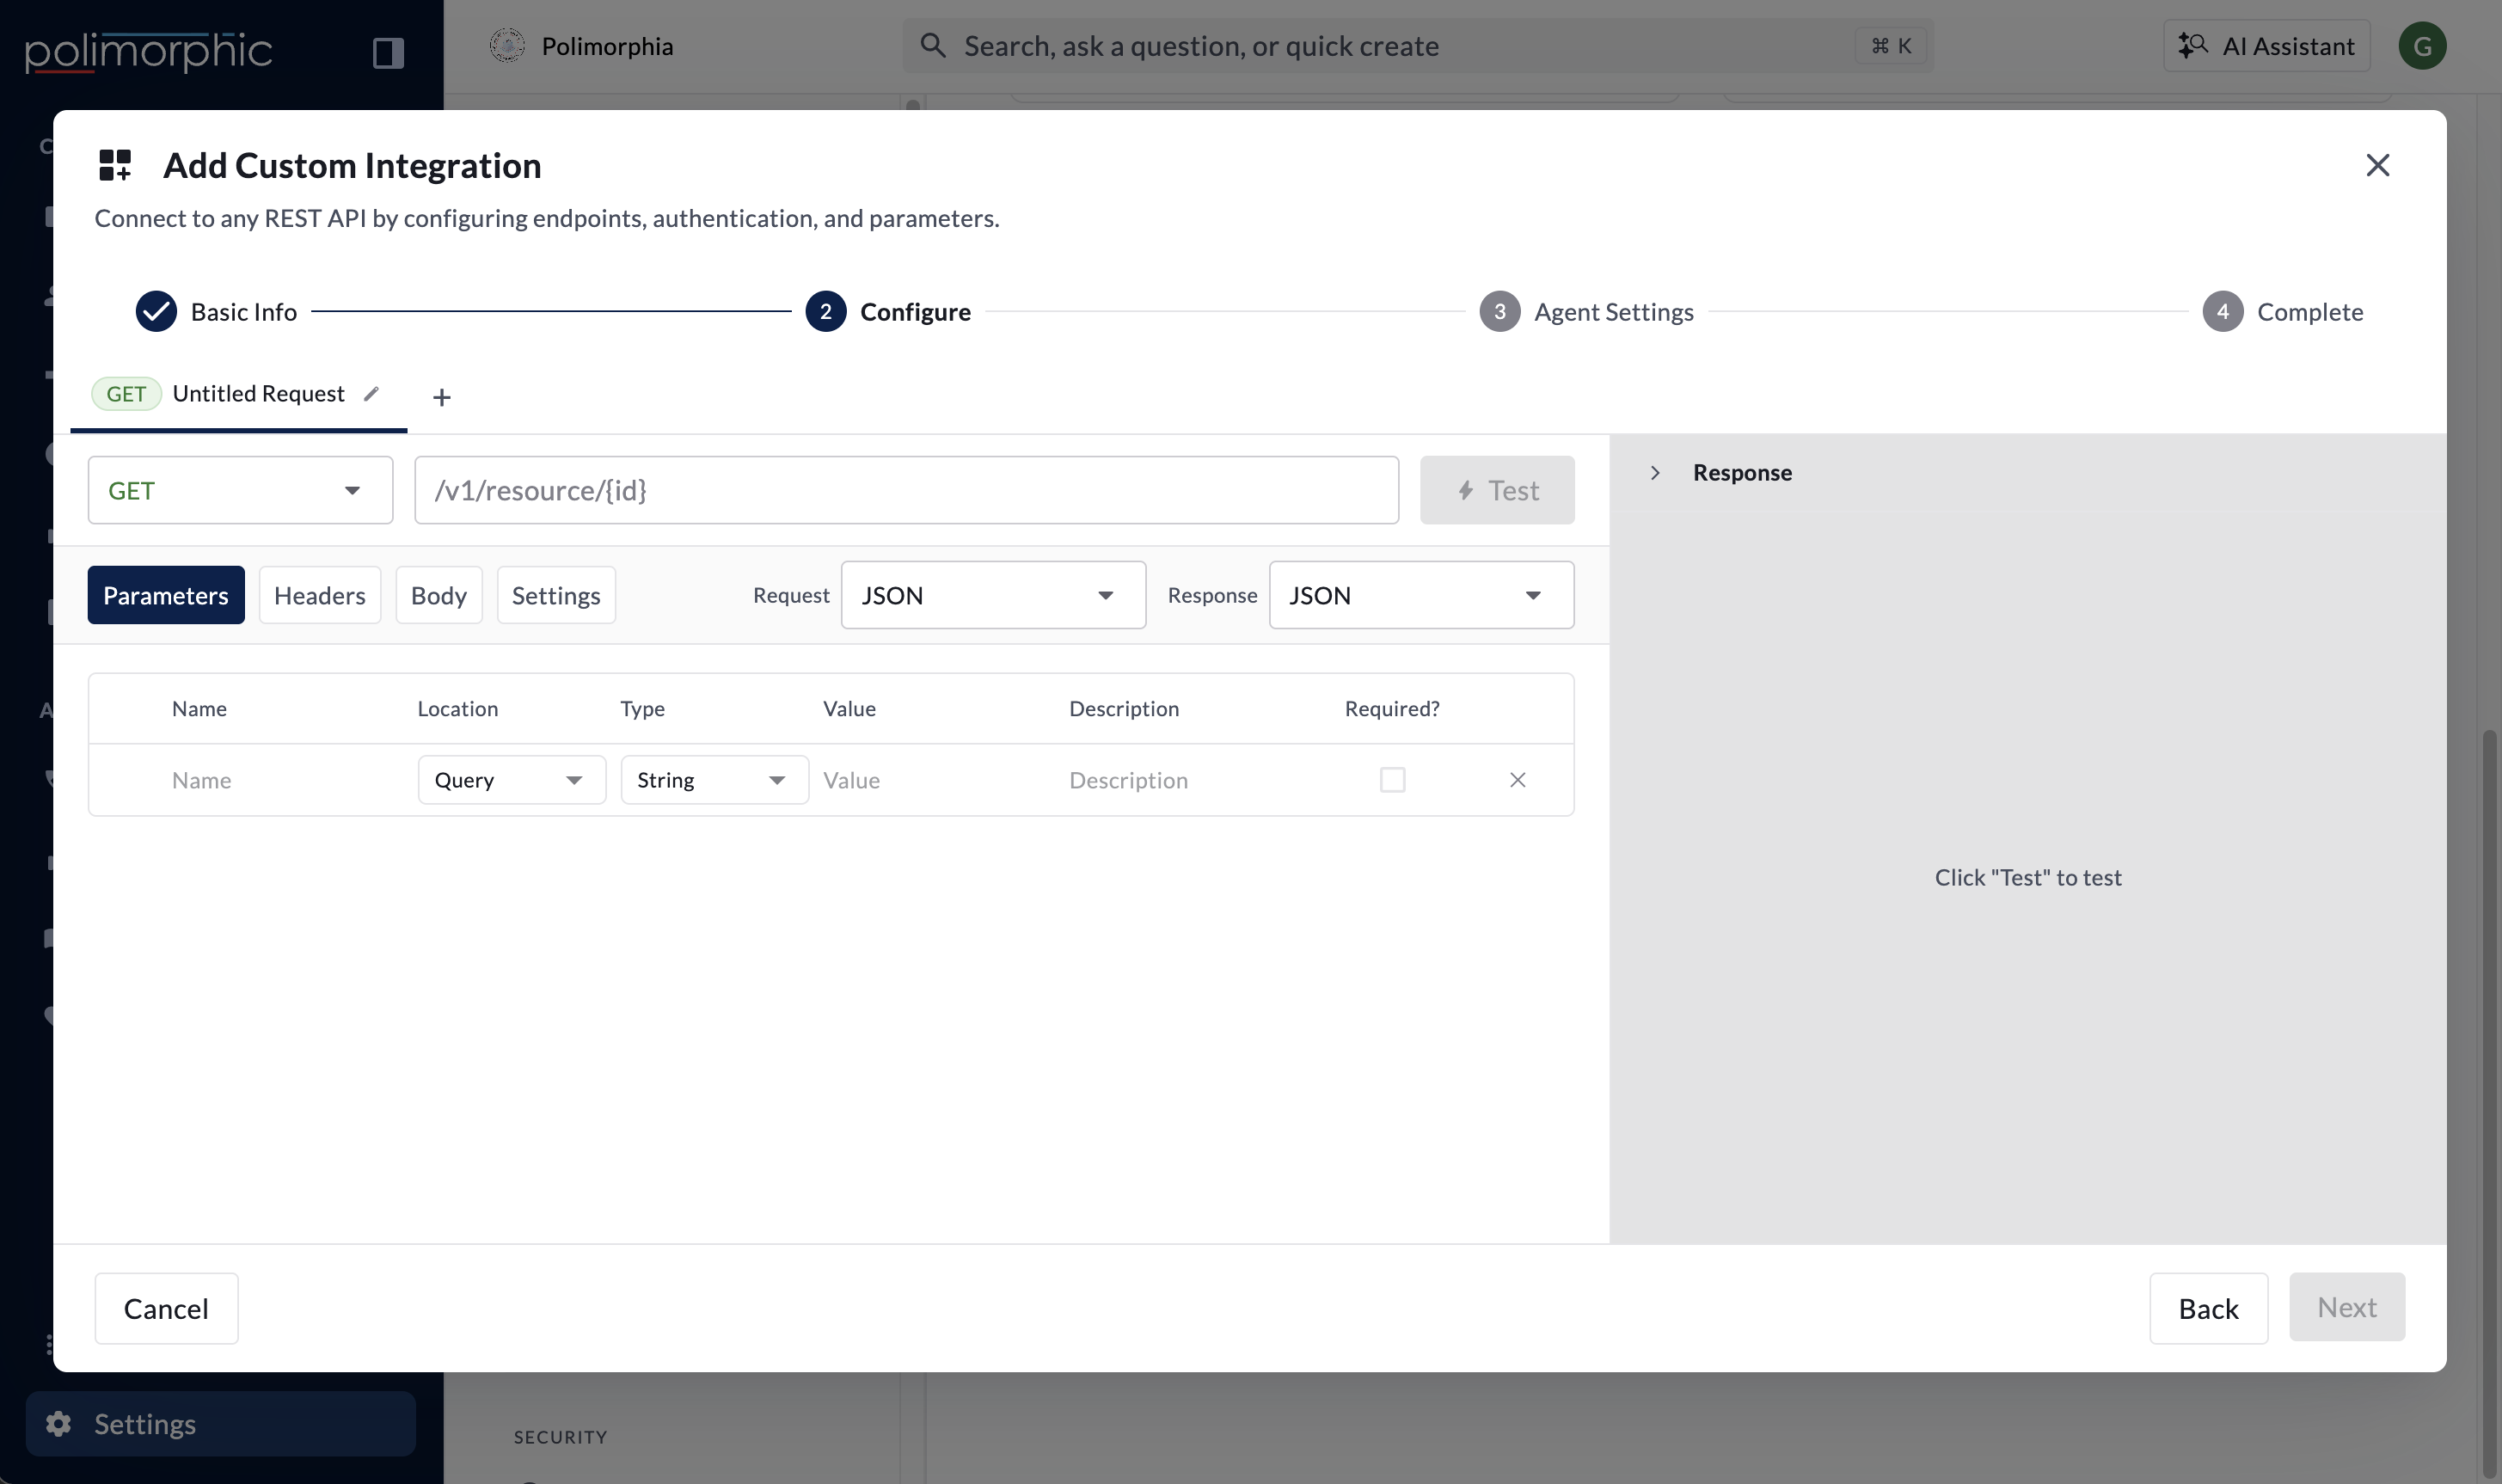 polimorphic
Polimorphia
Search, ask a question, or quick create
⌘ K
AI Assistant
G
Add Custom Integration
Connect to any REST API by configuring endpoints, authentication, and parameters.
Basic Info
2 Configure
3 Agent Settings
4 Complete
GET Untitled Request
+
GET
/v1/resource/{id}
Test
Response
Parameters
Headers
Body
Settings
Request
JSON
Response
JSON
Name Location Type Value Description Required?
Name Query String Value Description
Click "Test" to test
Cancel
Back
Next
Settings
SECURITY